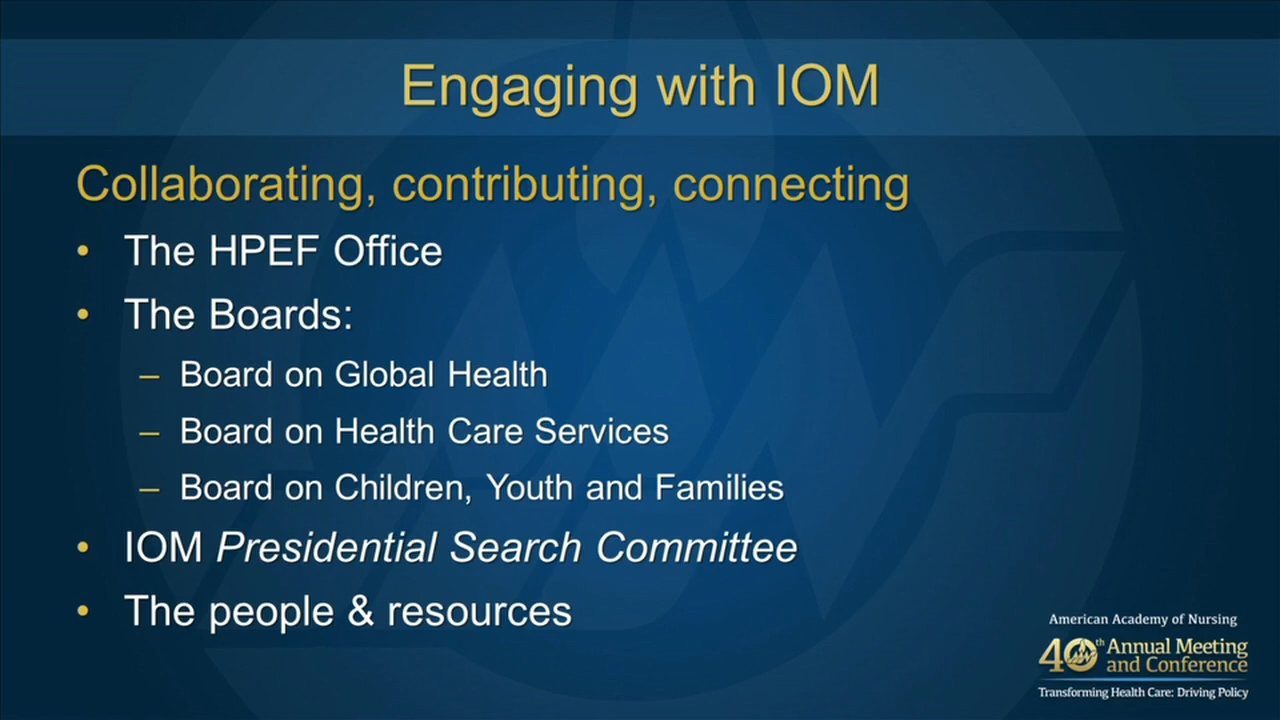 Engaging with IOM
Collaborating, contributing, connecting
• The HPEF Office
• The Boards:
– Board on Global Health
– Board on Health Care Services
– Board on Children, Youth and Families
• IOM Presidential Search Committee
• The people & resources
American Academy of Nursing
40th Annual Meeting
and Conference
Transforming Health Care: Driving Policy